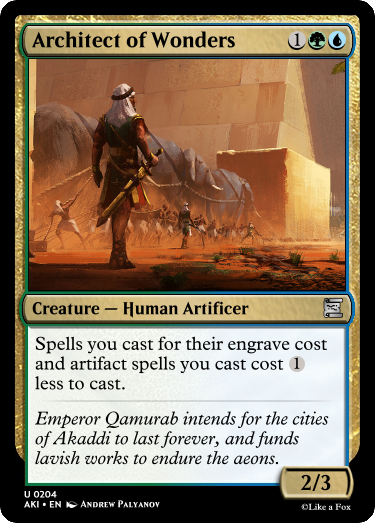 Architect of Wonders 1
Creature — Human Artificer
Spells you cast for their engrave cost
and artifact spells you cast cost 1
less to cast.
Emperor Qamurab intends for the cities
of Akaddi to last forever, and funds
lavish works to endure the aeons.
2/3
U 0204
AKI • EN Andrew Palyanov
©Like a Fox